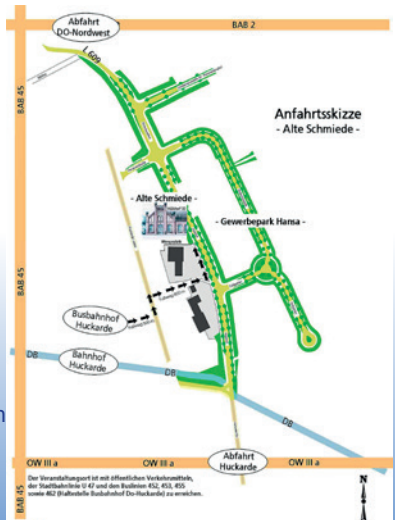 Abfahrt
DO-Nordwest
BAB 2
L 609
BAB 45
Anfahrtsskizze
- Alte Schmiede -
- Alte Schmiede -
- Gewerbepark Hansa -
BAB 45
Busbahnhof
Huckarde
Bahnhof
Huckarde
DB
DB
DB
n
Abfahrt
Huckarde
OW III a
OW III a
OW III a
Der Veranstaltungsort ist mit öffentlichen Verkehrsmitteln,
der Stadtbahnlinie U 47 und den Buslinien 452, 453, 455
sowie 462 (Haltestelle Busbahnhof Do-Huckarde) zu erreichen.
BAB 45
N